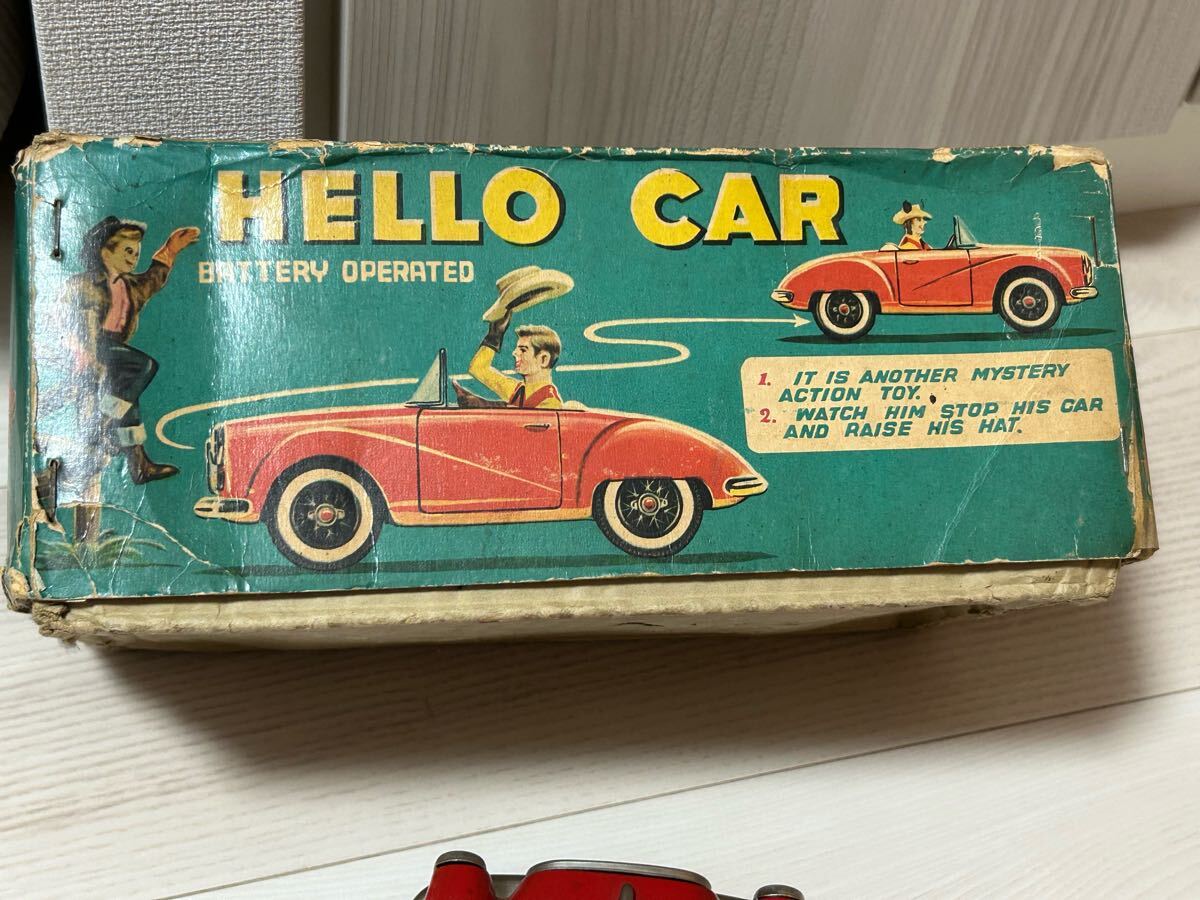 HELLO CAR
BATTERY OPERATED
1. IT IS ANOTHER MYSTERY
ACTION TOY.
2. WATCH HIM STOP HIS CAR
AND RAISE HIS HAT.